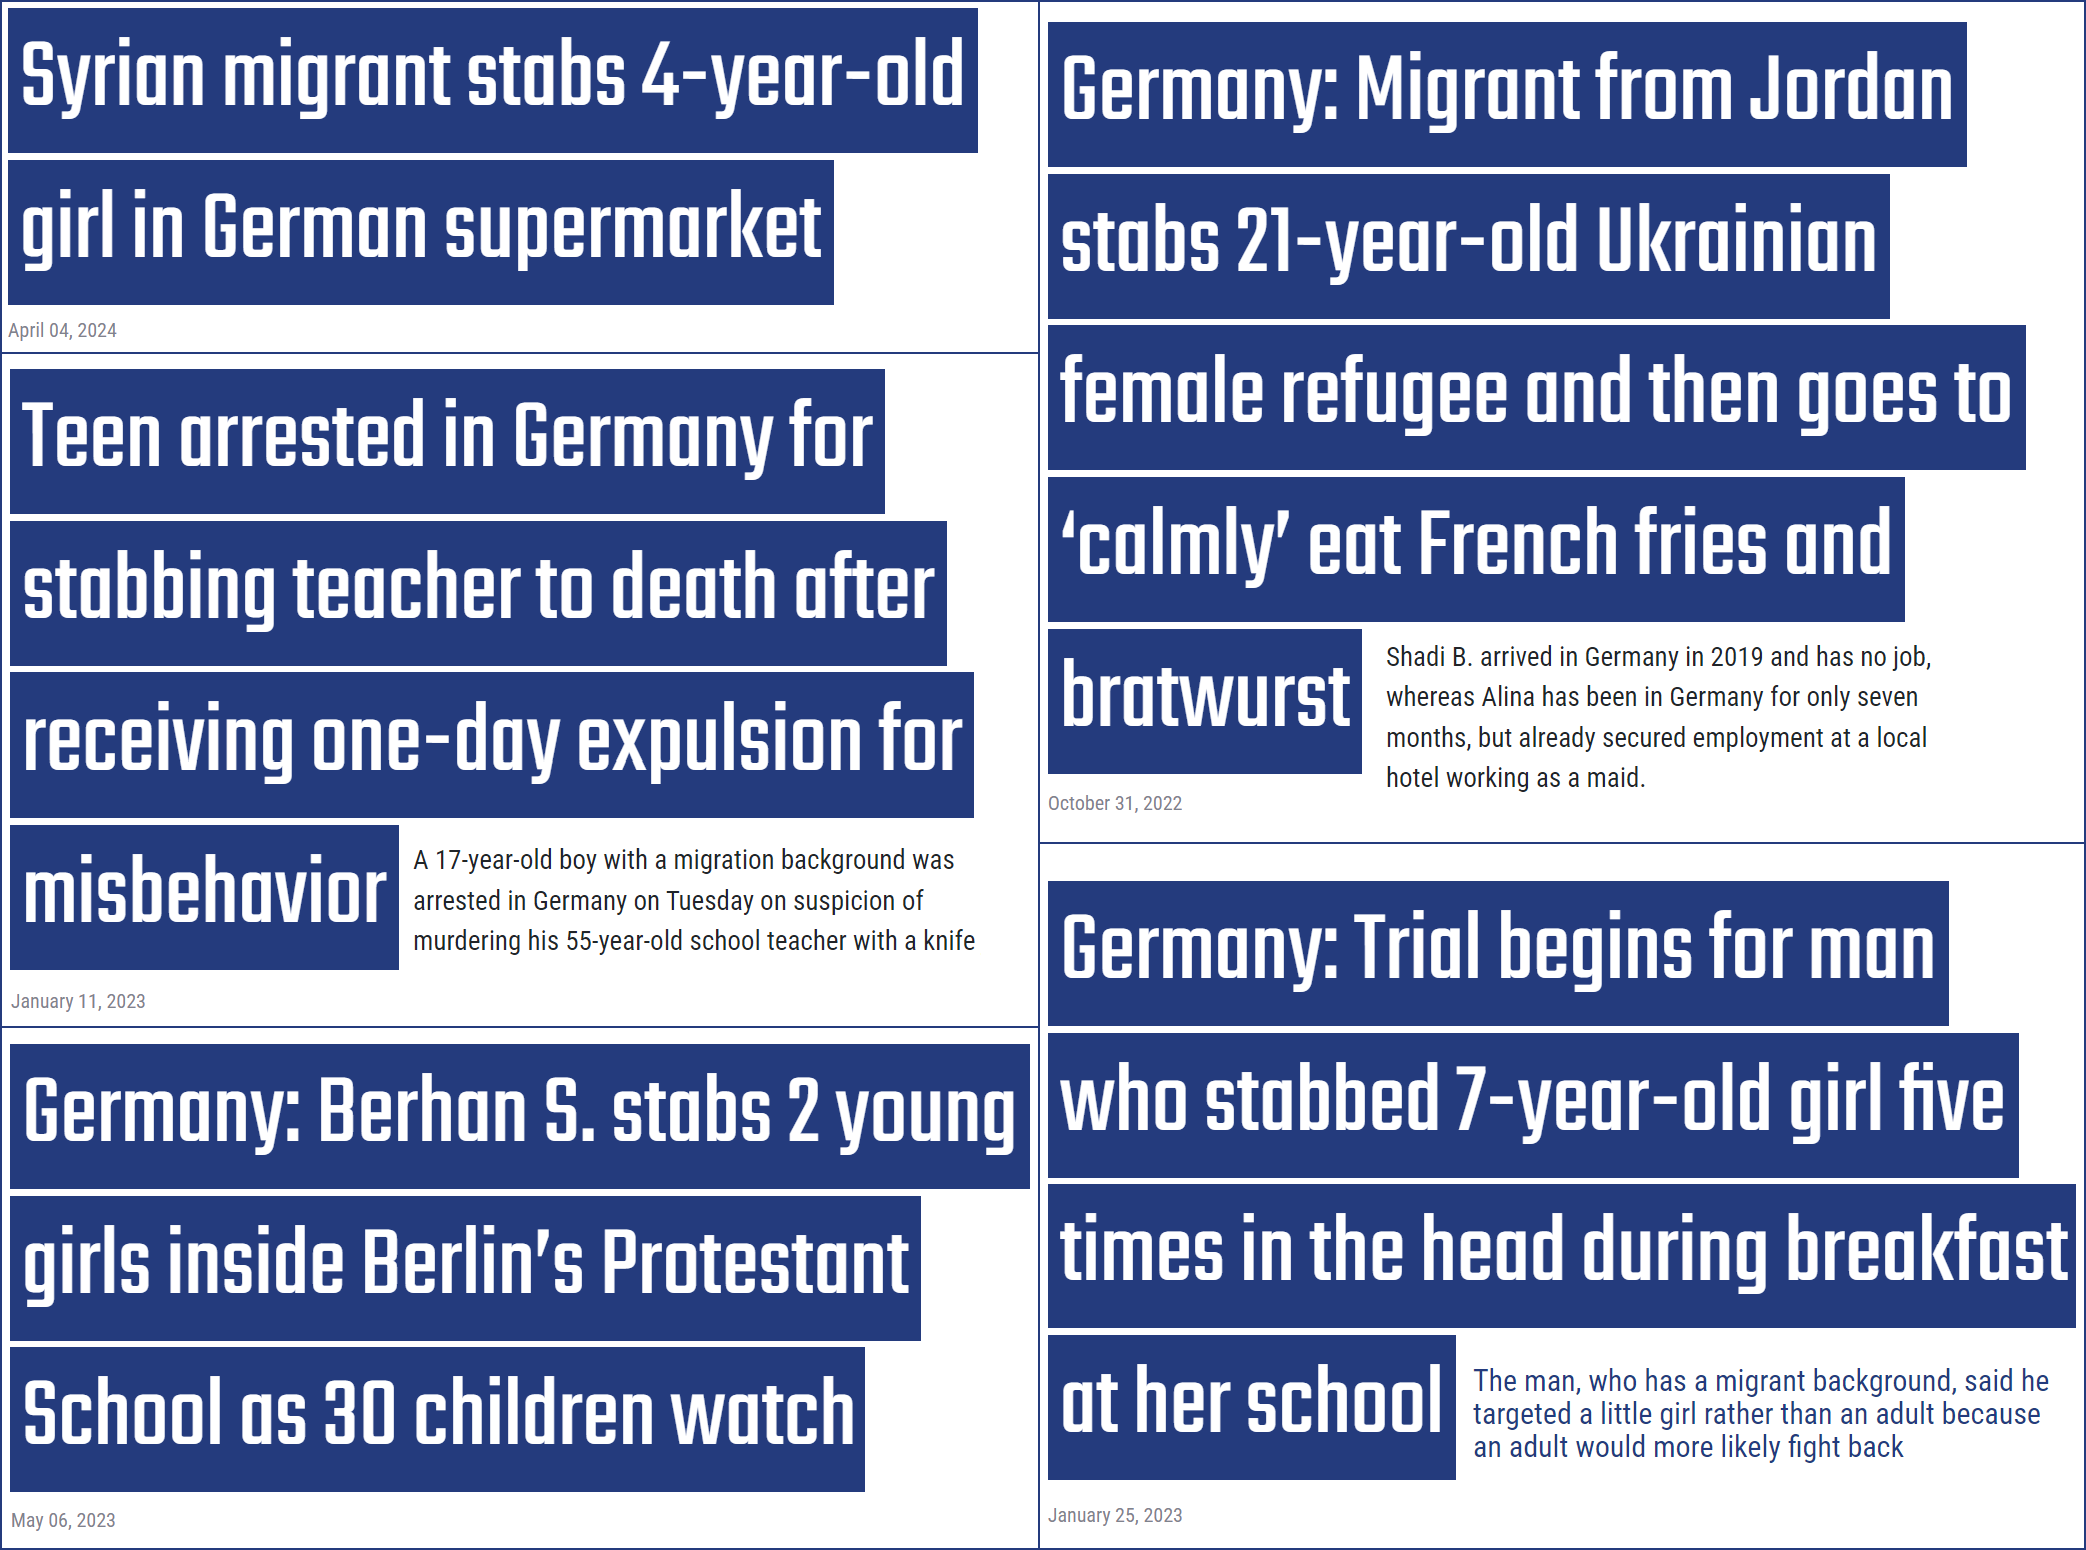 Syrian migrant stabs 4-year-old
girl in German supermarket
April 04, 2024
Teen arrested in Germany for
stabbing teacher to death after
receiving one-day expulsion for
misbehavior
A 17-year-old boy with a migration background was
arrested in Germany on Tuesday on suspicion of
murdering his 55-year-old school teacher with a knife
January 11, 2023
Germany: Berhan S. stabs 2 young
girls inside Berlin's Protestant
School as 30 children watch
May 06, 2023
Germany: Migrant from Jordan
stabs 21-year-old Ukrainian
female refugee and then goes to
‘calmly’ eat French fries and
bratwurst
Shadi B. arrived in Germany in 2019 and has no job,
whereas Alina has been in Germany for only seven
months, but already secured employment at a local
hotel working as a maid.
October 31, 2022
Germany: Trial begins for man
who stabbed 7-year-old girl five
times in the head during breakfast
at her school
The man, who has a migrant background, said he
targeted a little girl rather than an adult because
an adult would more likely fight back
January 25, 2023